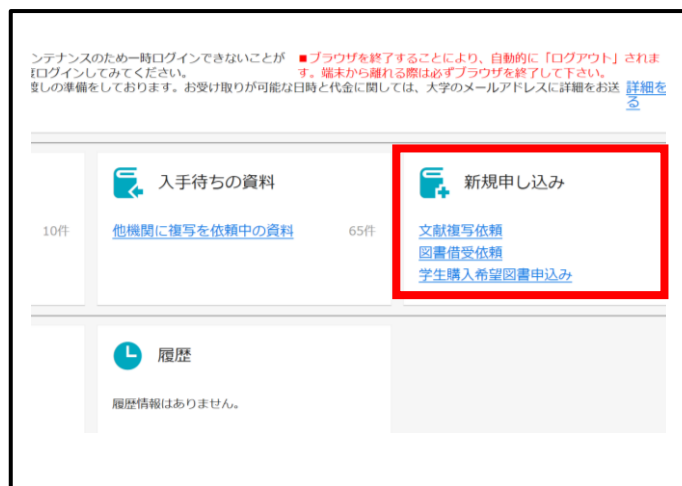 ンテナンスのため一時ログインできないことが
■ブラウザを終了することにより、自動的に「ログアウト」されま
ログインしてみてください。
す。端末から離れる際は必ずブラウザを終了して下さい。
渡しの準備をしております。お受け取りが可能な日時と代金に関しては、大学のメールアドレスに詳細をお送
詳細を
る
入手待ちの資料
新規申し込み
10件
他機関に複写を依頼中の資料
65件
文献複写依頼
図書借受依頼
学生購入希望図書申込み
履歴
履歴情報はありません。